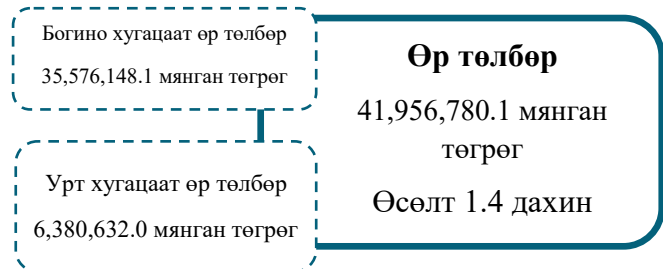 Богино хугацаат өр төлбөр
35,576,148.1 мянган төгрөг
Урт хугацаат өр төлбөр
6,380,632.0 мянган төгрөг
Өр төлбөр
41,956,780.1 мянган
төгрөг
Өсөлт 1.4 дахин